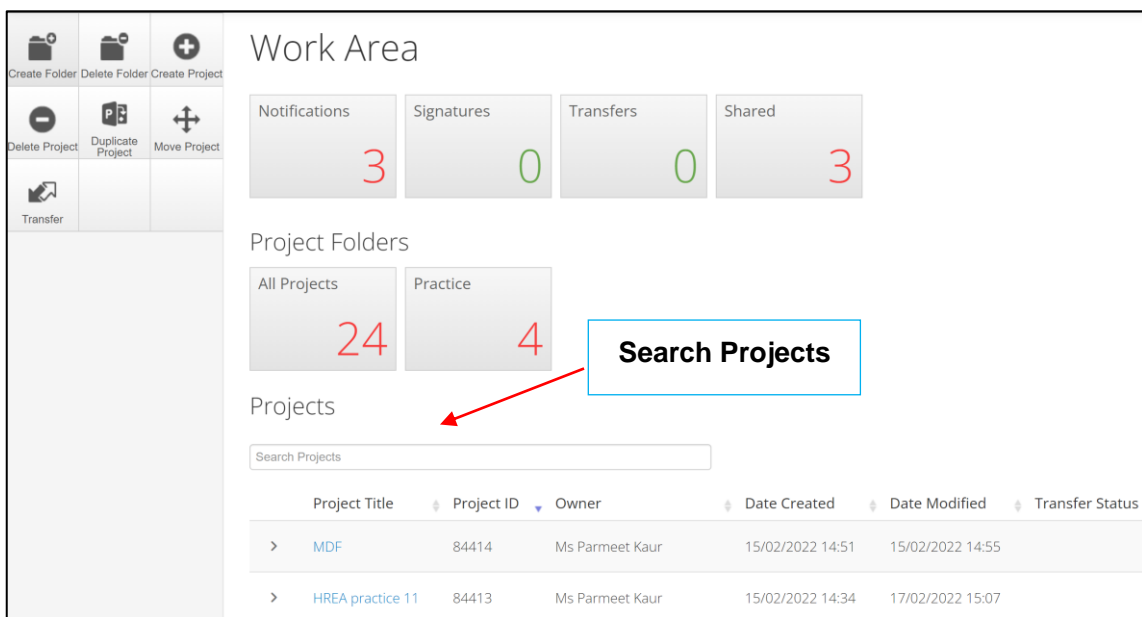 Create Folder Delete Folder Create Project
Delete Project Duplicate Project Move Project
Transfer
Work Area
Notifications Signatures Transfers Shared
3 0 0 3
Project Folders
All Projects Practice
24 4
Search Projects
Projects
Search Projects
Project Title Project ID Owner Date Created Date Modified Transfer Status
MDF 84414 Ms Parmeet Kaur 15/02/2022 14:51 15/02/2022 14:55
HREA practice 11 84413 Ms Parmeet Kaur 15/02/2022 14:34 17/02/2022 15:07